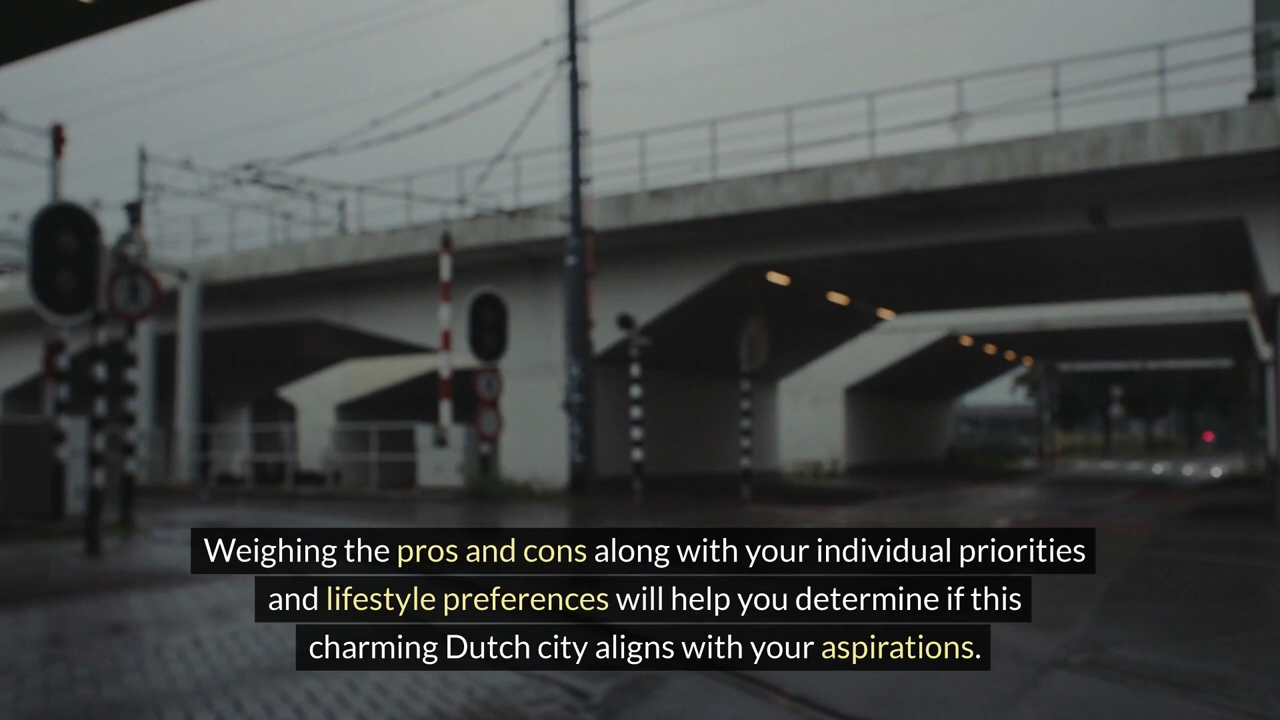 Weighing the pros and cons along with your individual priorities
and lifestyle preferences will help you determine if this
charming Dutch city aligns with your aspirations.